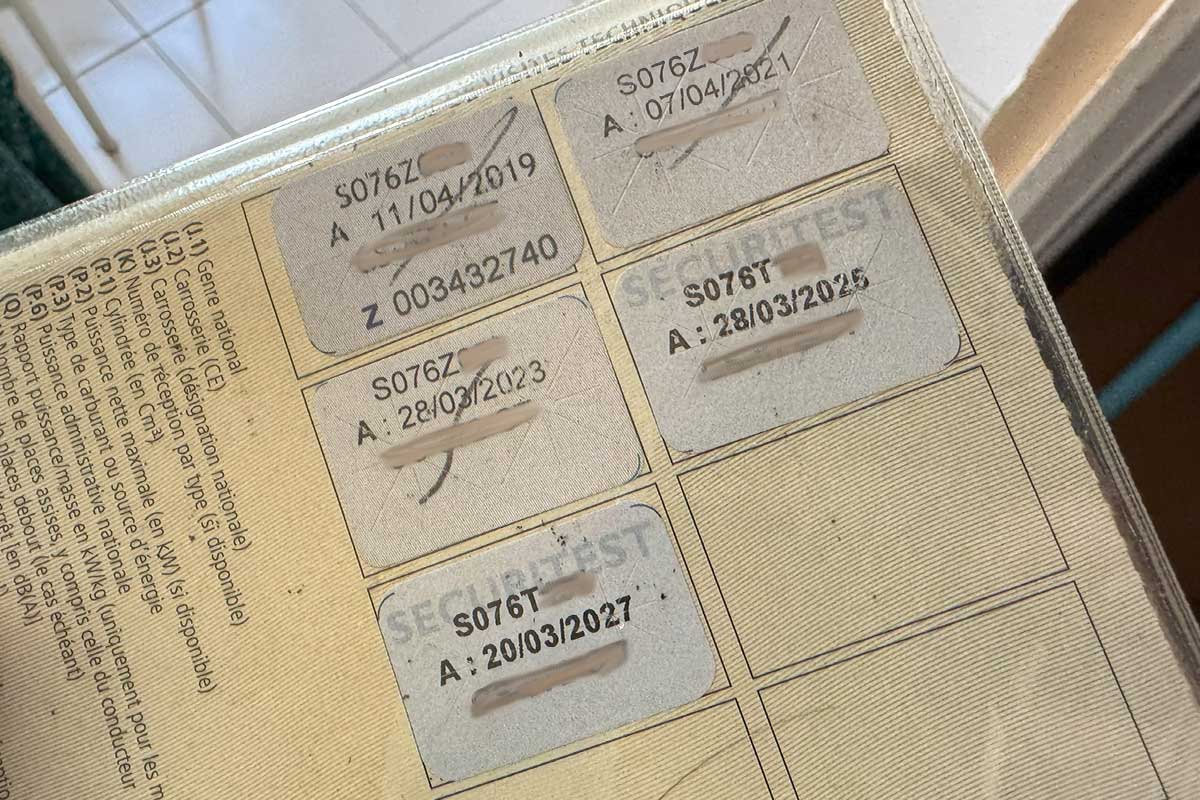 VISITES TECHNIQUES
S076Z
A 11/04/2019
Z 003432740
S076Z
A : 07/04/2021
S076Z
A : 28/03/2023
SECURITEST
S076T
A : 28/03/2025
SECURITEST
S076T
A : 20/03/2027
(J.1) Genre national
(J.2) Carrosserie (CE)
(J.3) Carrosserie (désignation nationale)
(K) Numéro de réception par type (si disponible)
(P.1) Cylindrée (en Cm³)
(P.2) Puissance nette maximale (en kW) (si disponible)
(P.3) Type de carburant ou source d'énergie
(P.6) Puissance administrative nationale
(Q) Rapport puissance/masse en kW/kg (uniquement pour les m
Nombre de places assises, y compris celle du conducteur
places debout (le cas échéant)
en dB(A)